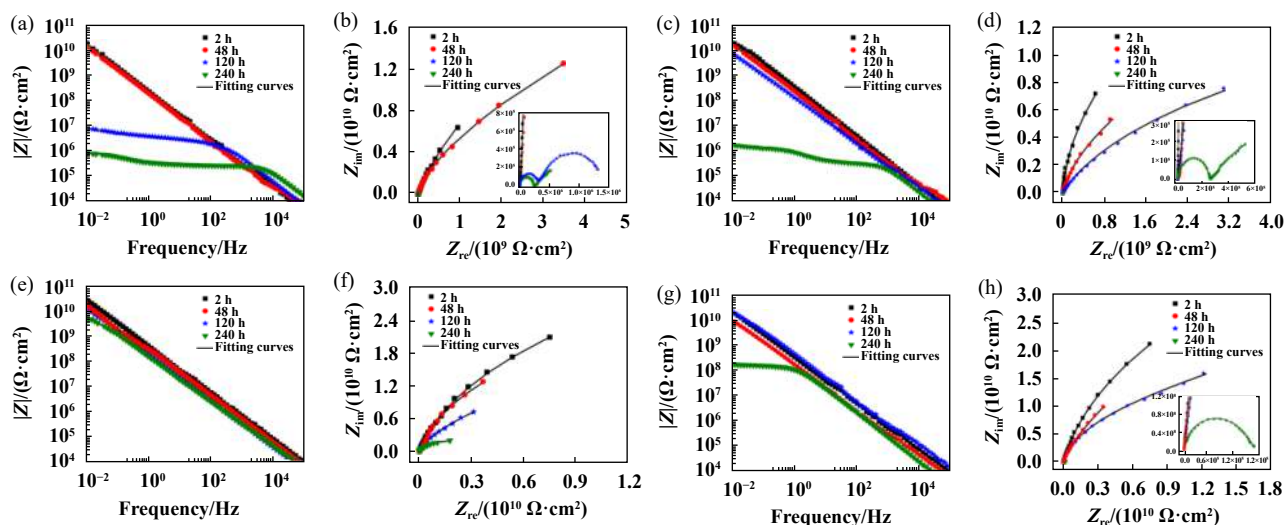 (a)
10¹¹
10¹⁰
10⁹
10⁸
10⁷
10⁶
10⁵
10⁴
|Z|/(Ω·cm²)
2 h
48 h
120 h
240 h
Fitting curves
10⁻² 10⁰ 10² 10⁴
Frequency/Hz
(b)
1.6
1.2
0.8
0.4
0.0
Z_im/(10¹⁰ Ω·cm²)
2 h
48 h
120 h
240 h
Fitting curves
0 1 2 3 4 5
Z_re/(10⁹ Ω·cm²)
(c)
10¹¹
10¹⁰
10⁹
10⁸
10⁷
10⁶
10⁵
10⁴
|Z|/(Ω·cm²)
2 h
48 h
120 h
240 h
Fitting curves
10⁻² 10⁰ 10² 10⁴
Frequency/Hz
(d)
1.0
0.8
0.6
0.4
0.2
0.0
Z_im/(10¹⁰ Ω·cm²)
2 h
48 h
120 h
240 h
Fitting curves
0.0 0.8 1.6 2.4 3.2 4.0
Z_re/(10⁹ Ω·cm²)
(e)
10¹¹
10¹⁰
10⁹
10⁸
10⁷
10⁶
10⁵
10⁴
|Z|/(Ω·cm²)
2 h
48 h
120 h
240 h
Fitting curves
10⁻² 10⁰ 10² 10⁴
Frequency/Hz
(f)
3.0
2.4
1.8
1.2
0.6
0.0
Z_im/(10¹⁰ Ω·cm²)
2 h
48 h
120 h
240 h
Fitting curves
0.0 0.3 0.6 0.9 1.2
Z_re/(10¹⁰ Ω·cm²)
(g)
10¹¹
10¹⁰
10⁹
10⁸
10⁷
10⁶
10⁵
10⁴
|Z|/(Ω·cm²)
2 h
48 h
120 h
240 h
Fitting curves
10⁻² 10⁰ 10² 10⁴
Frequency/Hz
(h)
3.0
2.5
2.0
1.5
1.0
0.5
0.0
Z_im/(10¹⁰ Ω·cm²)
2 h
48 h
120 h
240 h
Fitting curves
0.0 0.3 0.6 0.9 1.2 1.5 1.8
Z_re/(10¹⁰ Ω·cm²)